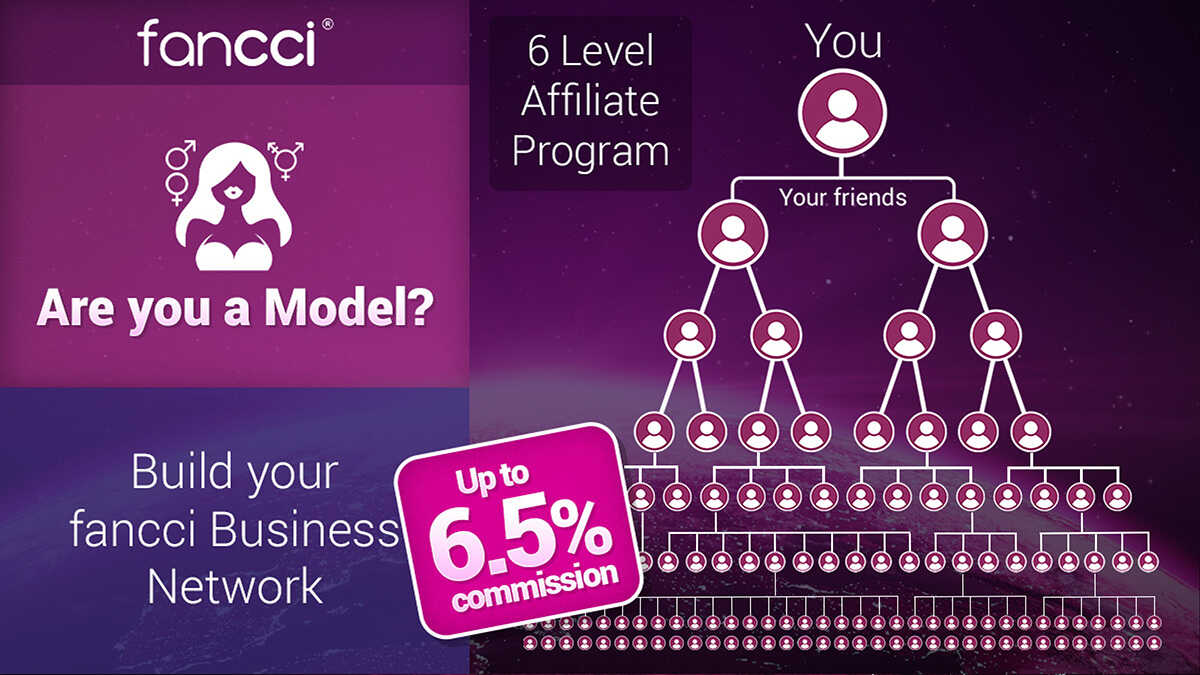 fancci®
Are you a Model?
Build your
fancci Business
Network
Up to
6.5%
commission
6 Level
Affiliate
Program
You
Your friends